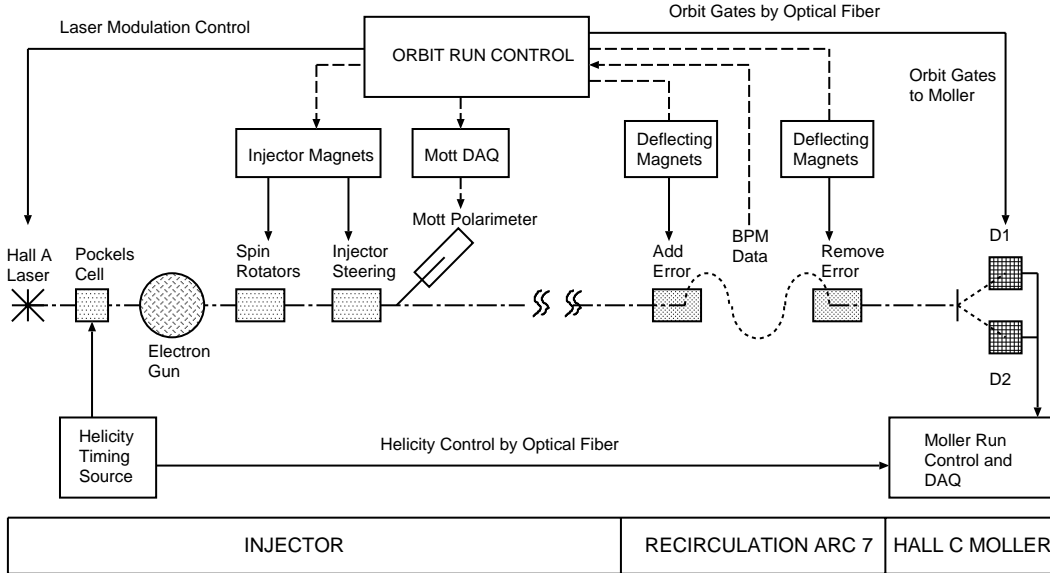 Orbit Gates by Optical Fiber
Laser Modulation Control
ORBIT RUN CONTROL
Orbit Gates
to Moller
Injector Magnets
Mott DAQ
Deflecting
Magnets
Deflecting
Magnets
Mott Polarimeter
Hall A
Laser
Pockels
Cell
Spin
Rotators
Injector
Steering
Add
Error
BPM
Data
Remove
Error
D1
Electron
Gun
D2
Helicity
Timing
Source
Helicity Control by Optical Fiber
Moller Run
Control and
DAQ
INJECTOR
RECIRCULATION ARC 7
HALL C MOLLER